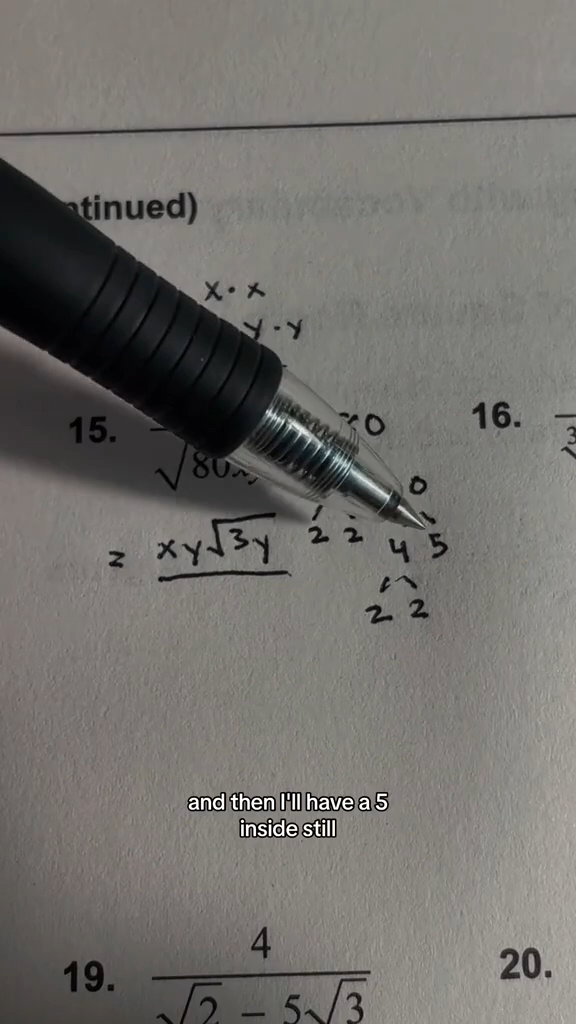 x · x
y · y
15.
√80
0
16.
3
0
= xy√3y
2 2
4 5
2 2
and then I'll have a 5
inside still
4
19.
20.
√2 − 5√3